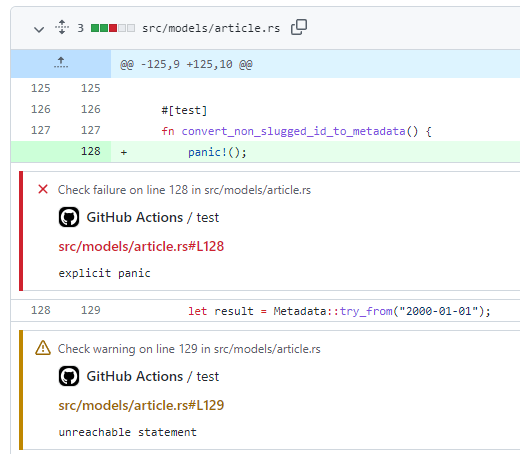 3 src/models/article.rs
@@ -125,9 +125,10 @@
125 125
126 126 #[test]
127 127 fn convert_non_slugged_id_to_metadata() {
128 + panic!();
Check failure on line 128 in src/models/article.rs
GitHub Actions / test
src/models/article.rs#L128
explicit panic
128 129 let result = Metadata::try_from("2000-01-01");
Check warning on line 129 in src/models/article.rs
GitHub Actions / test
src/models/article.rs#L129
unreachable statement